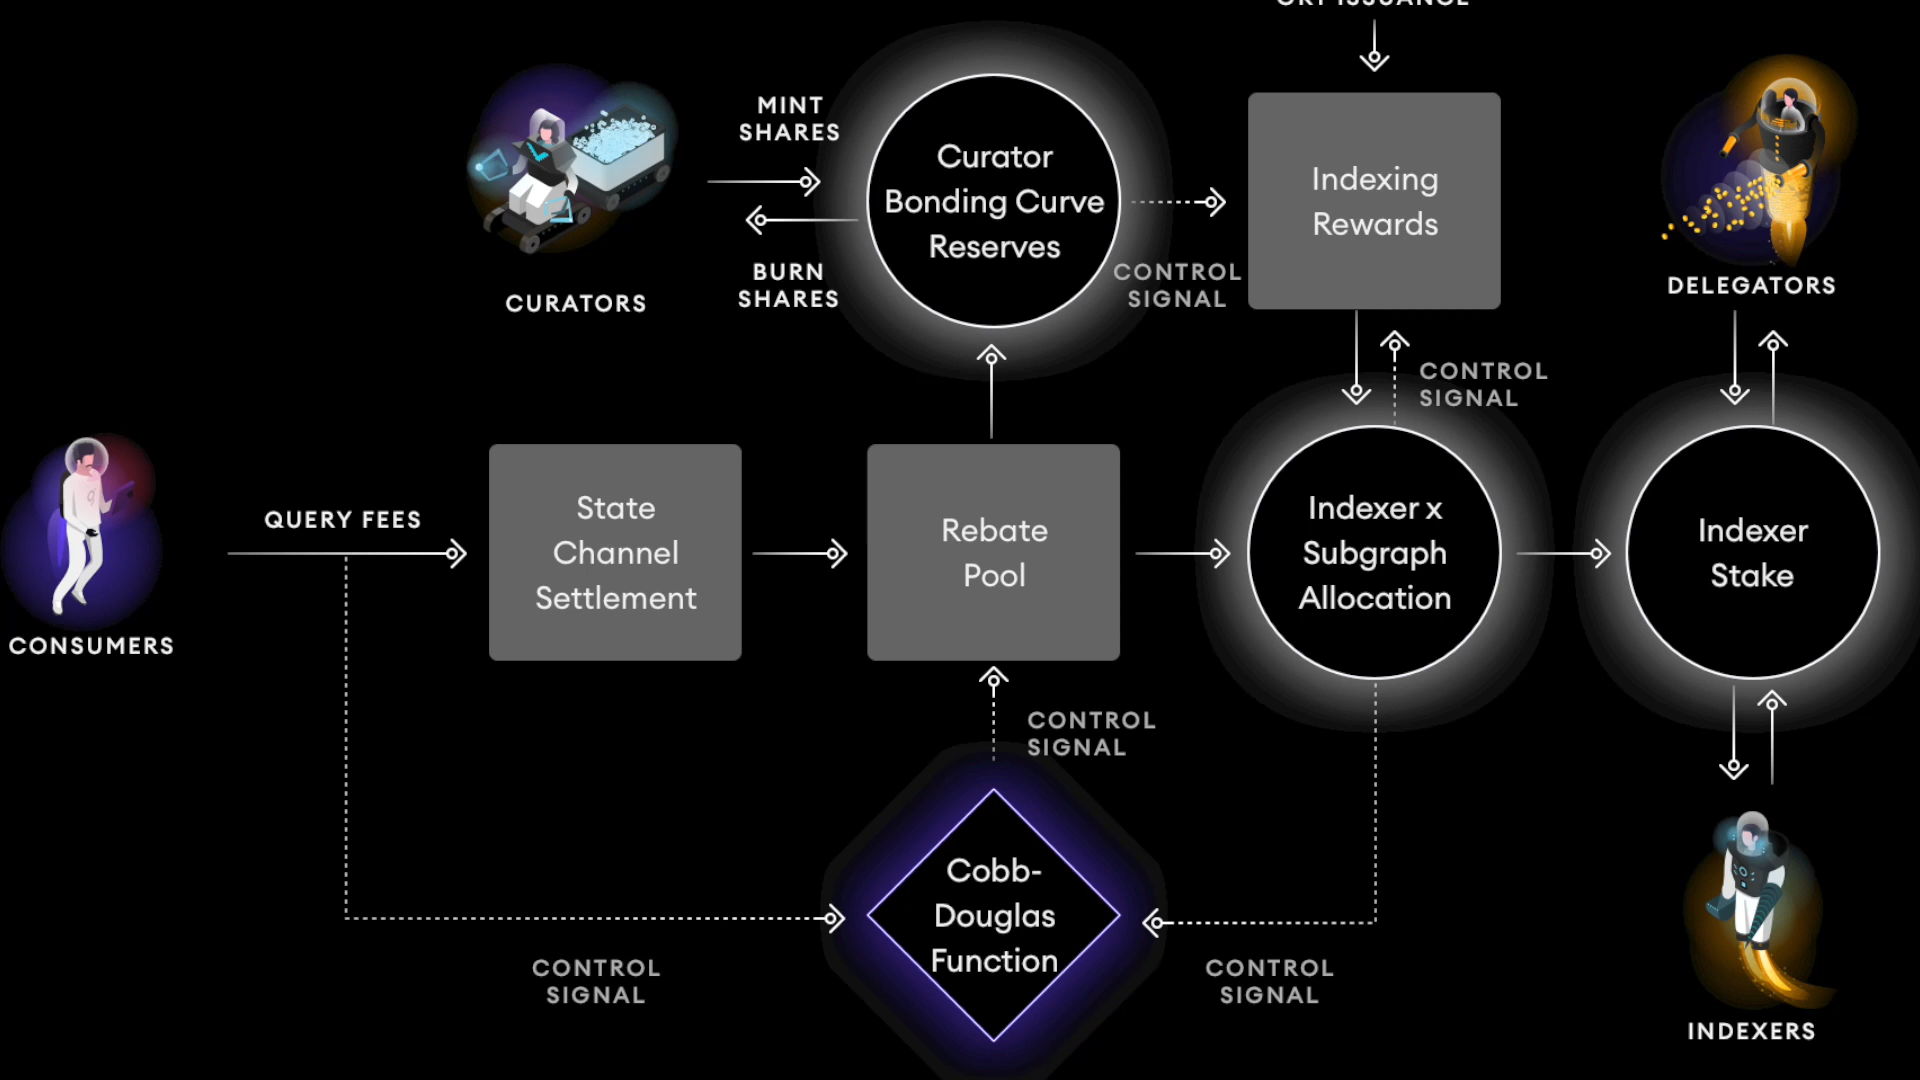 ISSUANCE
MINT
SHARES
Curator
Bonding Curve
Reserves
Indexing
Rewards
BURN
SHARES
CURATORS
CONTROL
SIGNAL
DELEGATORS
CONTROL
SIGNAL
QUERY FEES
State
Channel
Settlement
Rebate
Pool
Indexer x
Subgraph
Allocation
Indexer
Stake
CONSUMERS
CONTROL
SIGNAL
Cobb-
Douglas
Function
CONTROL
SIGNAL
CONTROL
SIGNAL
INDEXERS